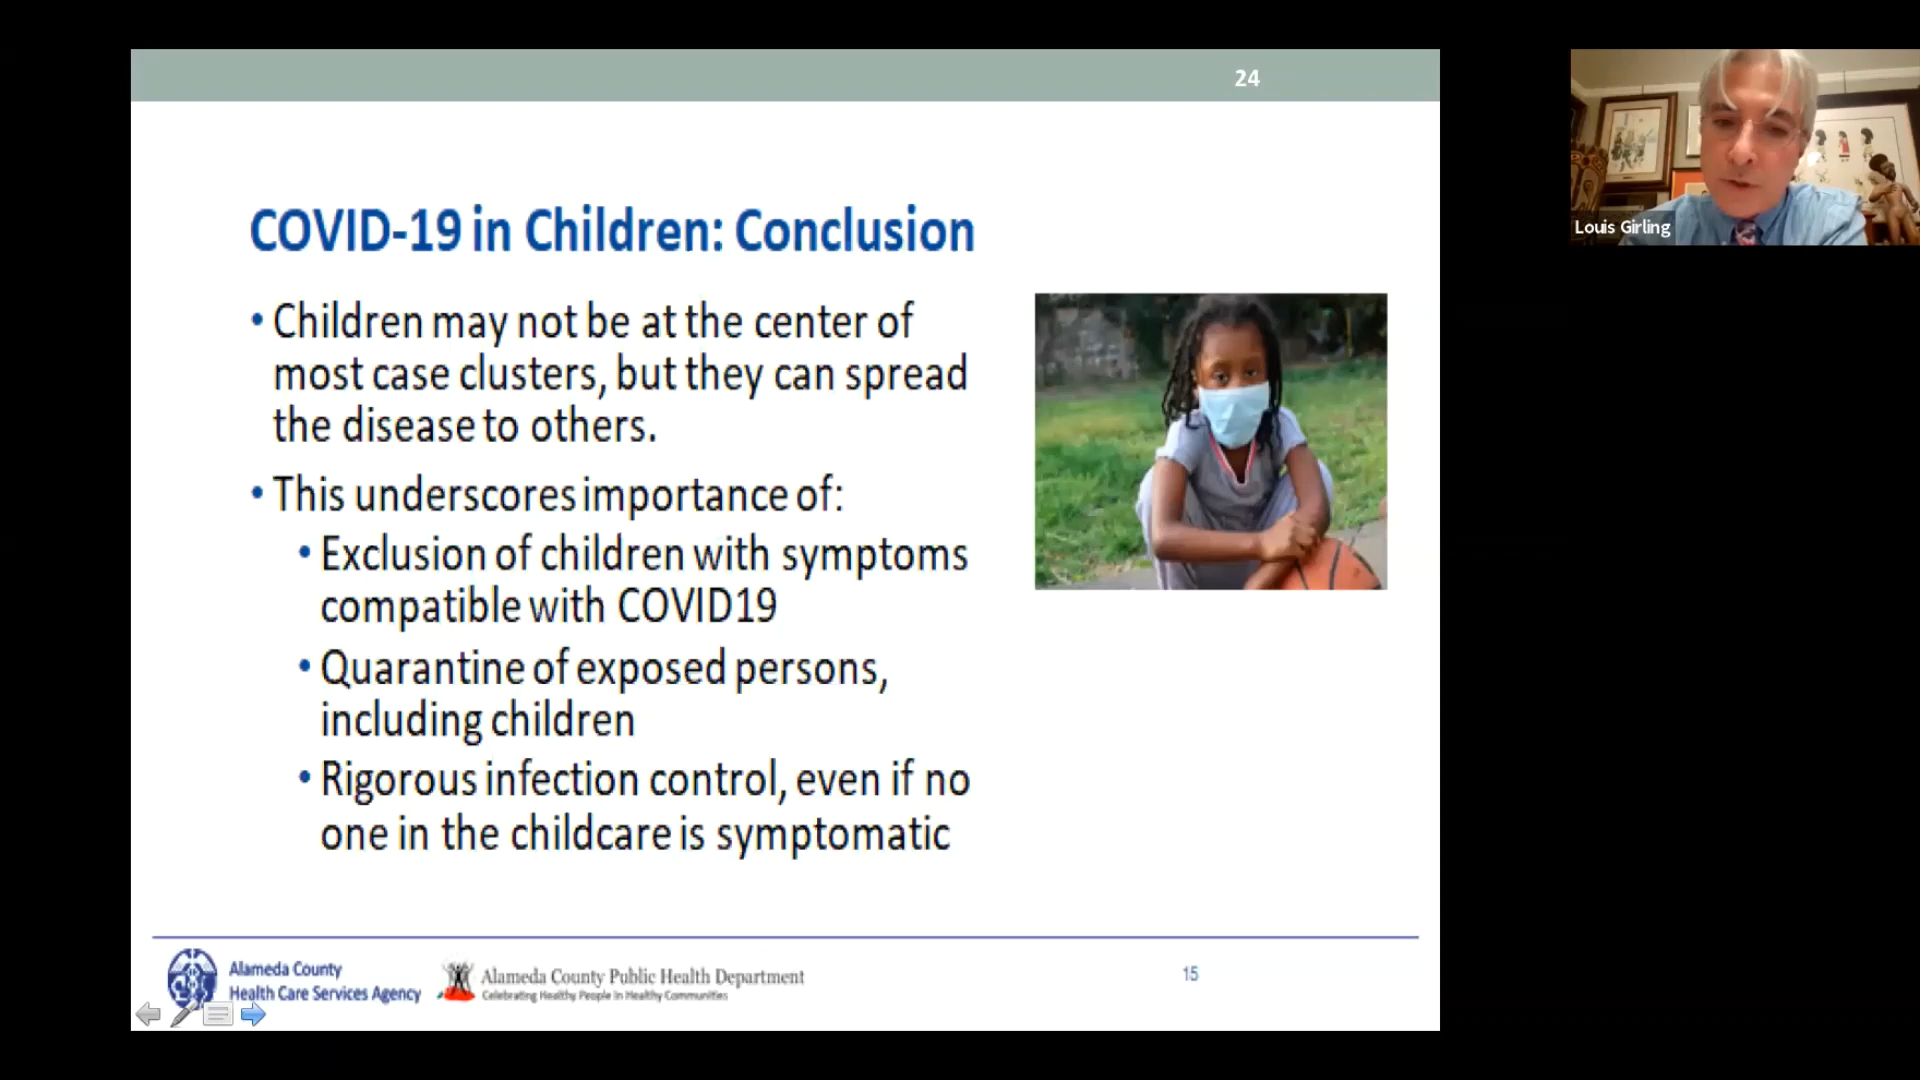 24
COVID-19 in Children: Conclusion
• Children may not be at the center of
most case clusters, but they can spread
the disease to others.
• This underscores importance of:
• Exclusion of children with symptoms
compatible with COVID19
• Quarantine of exposed persons,
including children
• Rigorous infection control, even if no
one in the childcare is symptomatic
Alameda County
Health Care Services Agency
Alameda County Public Health Department
Celebrating Healthy People in Healthy Communities
15
Louis Girling